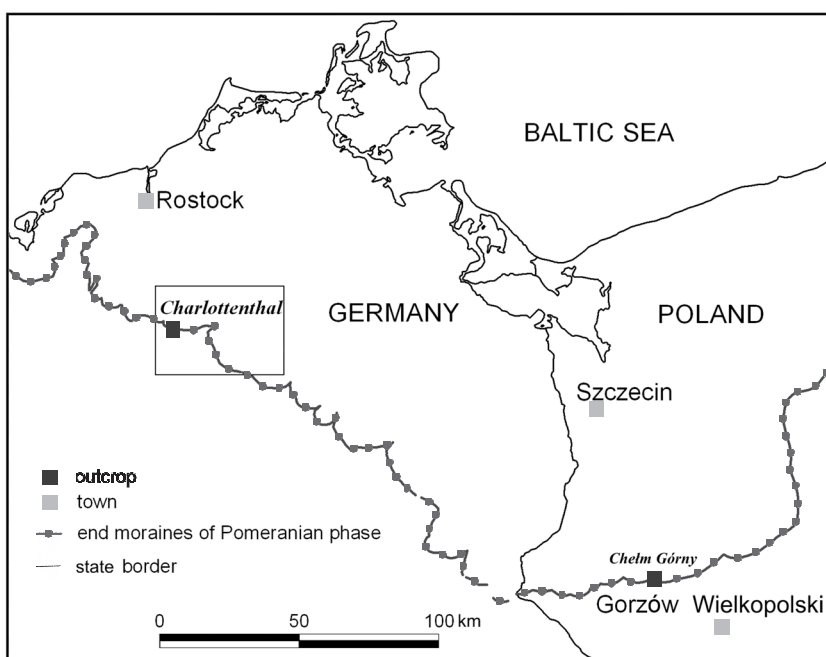 BALTIC SEA
Rostock
Charlottenthal
GERMANY
POLAND
Szczecin
outcrop
town
end moraines of Pomeranian phase
state border
Chełm Górny
Gorzów Wielkopolski
0 50 100 km